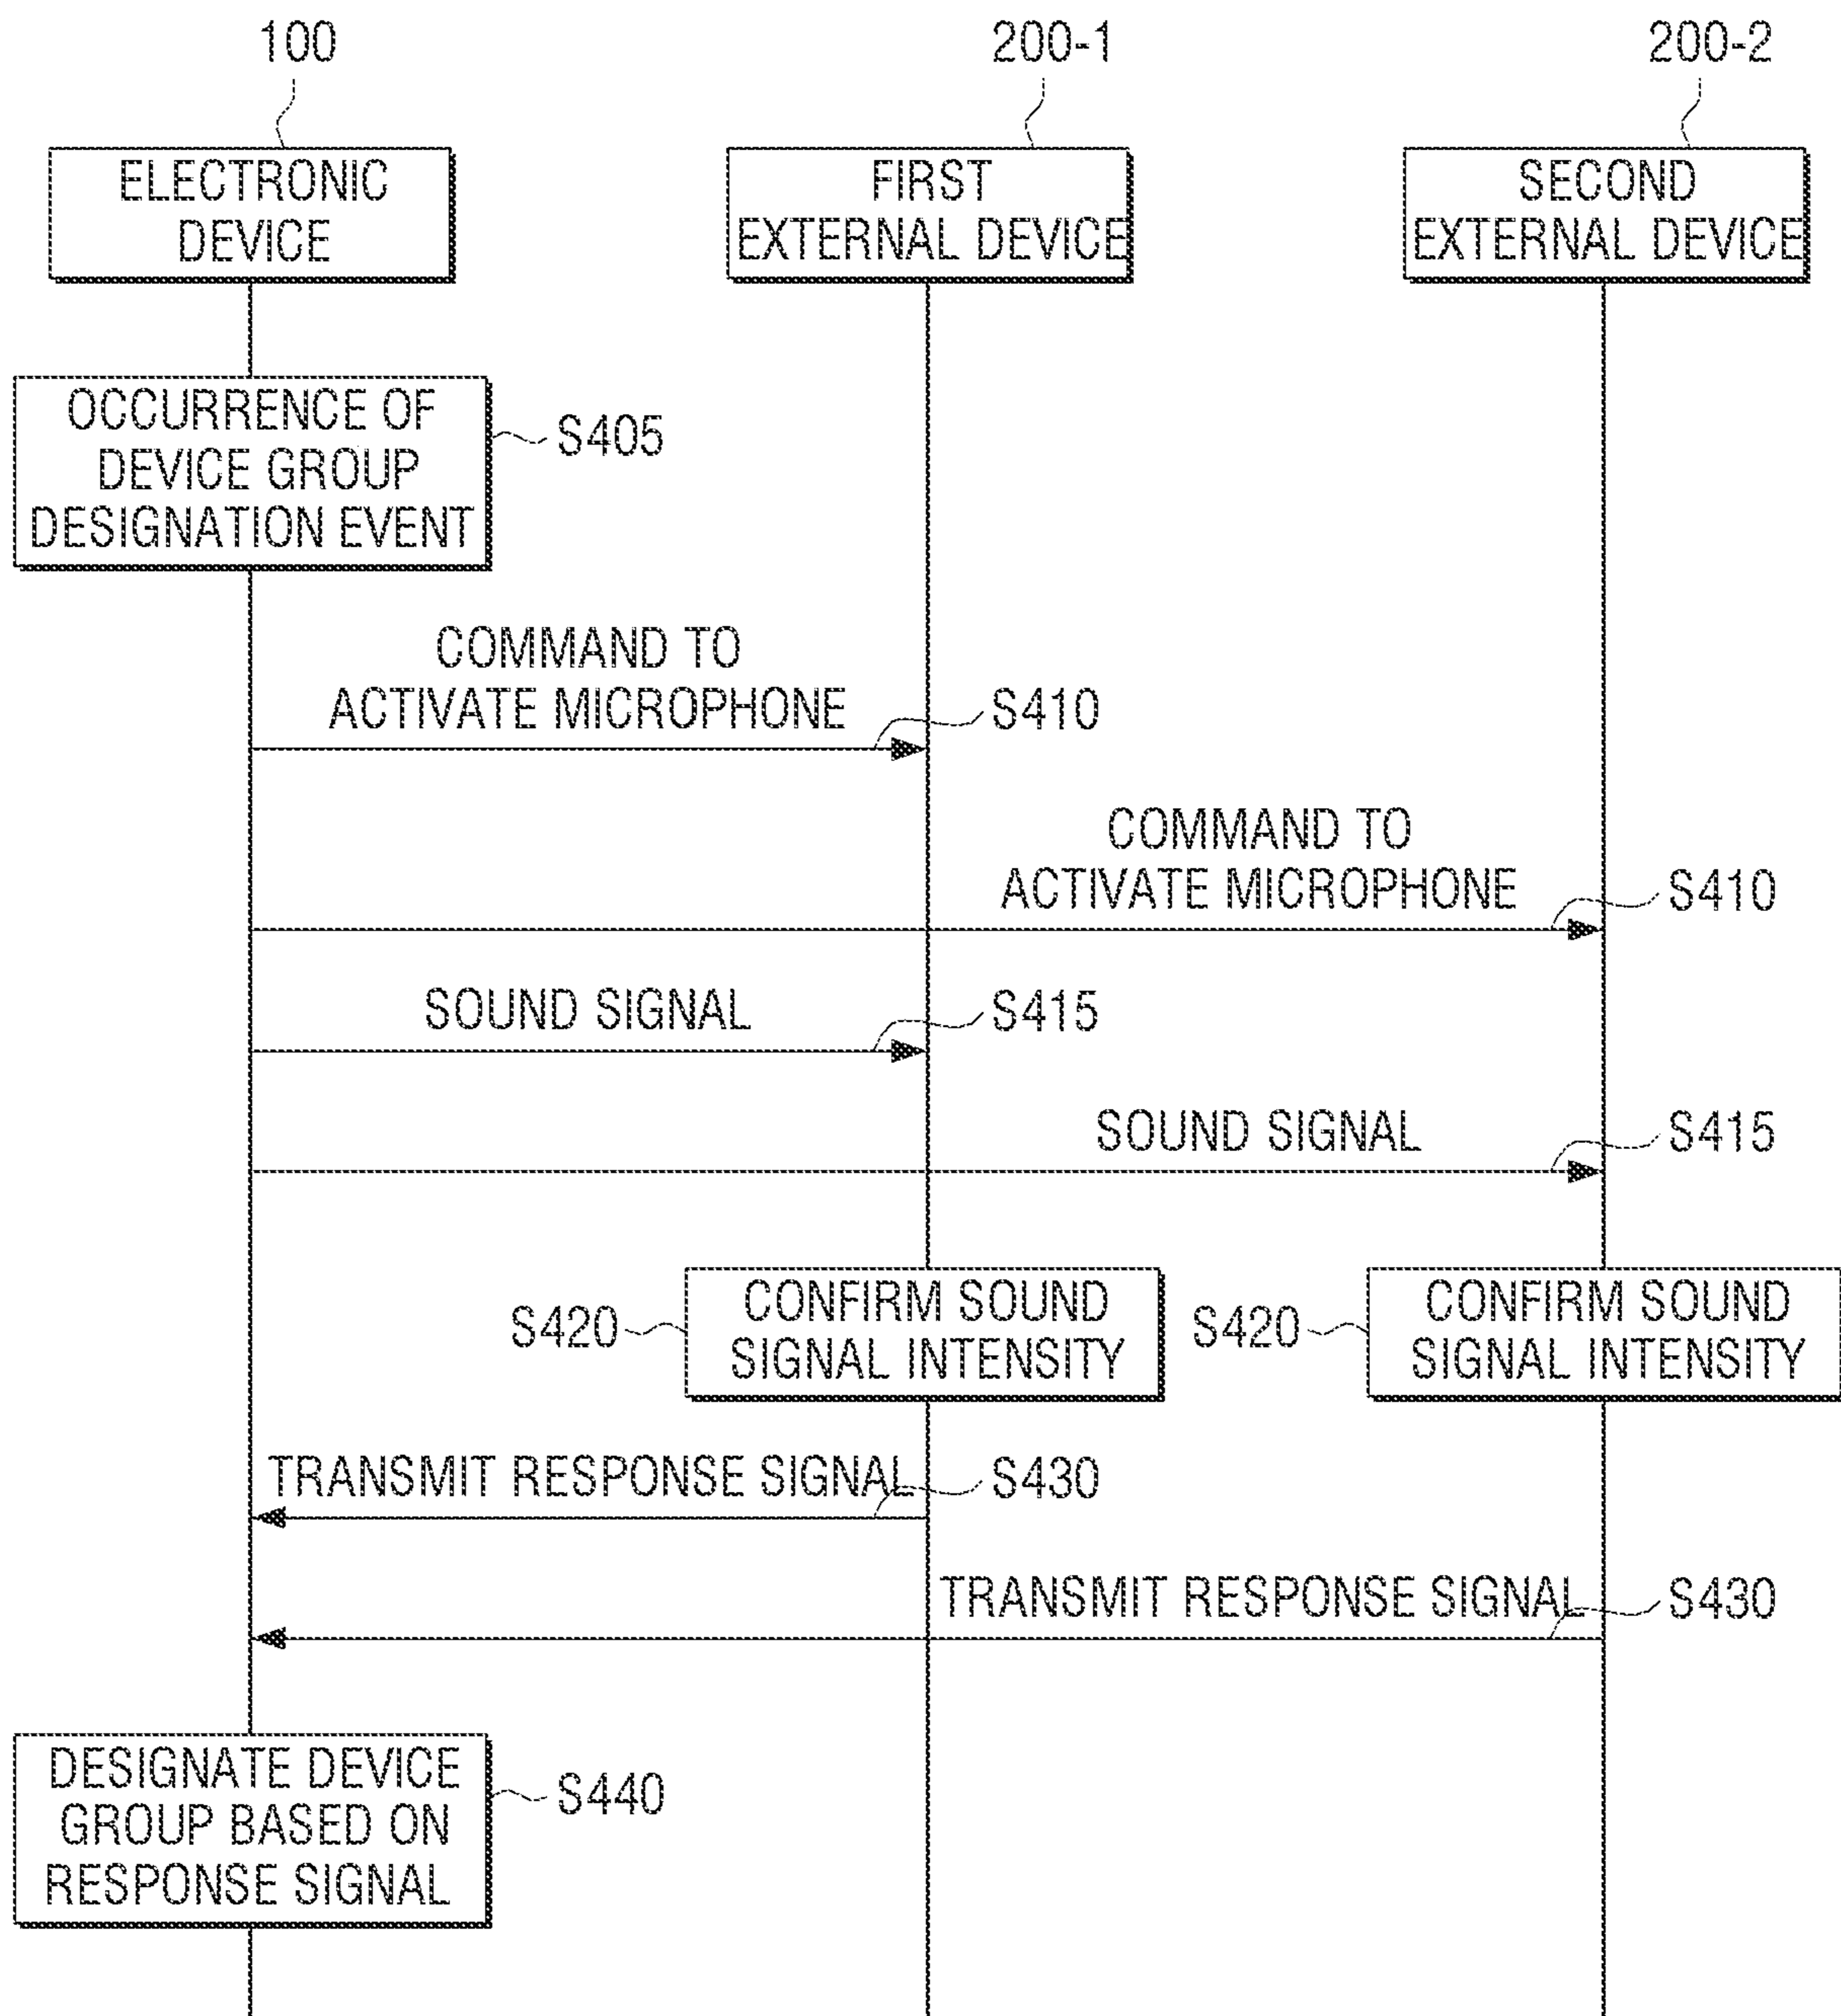 100
200-1
200-2
ELECTRONIC
DEVICE
FIRST
EXTERNAL DEVICE
SECOND
EXTERNAL DEVICE
OCCURRENCE OF
DEVICE GROUP
DESIGNATION EVENT
S405
COMMAND TO
ACTIVATE MICROPHONE
S410
COMMAND TO
ACTIVATE MICROPHONE
S410
SOUND SIGNAL
S415
SOUND SIGNAL
S415
S420
CONFIRM SOUND
SIGNAL INTENSITY
S420
CONFIRM SOUND
SIGNAL INTENSITY
TRANSMIT RESPONSE SIGNAL
S430
TRANSMIT RESPONSE SIGNAL
S430
DESIGNATE DEVICE
GROUP BASED ON
RESPONSE SIGNAL
S440